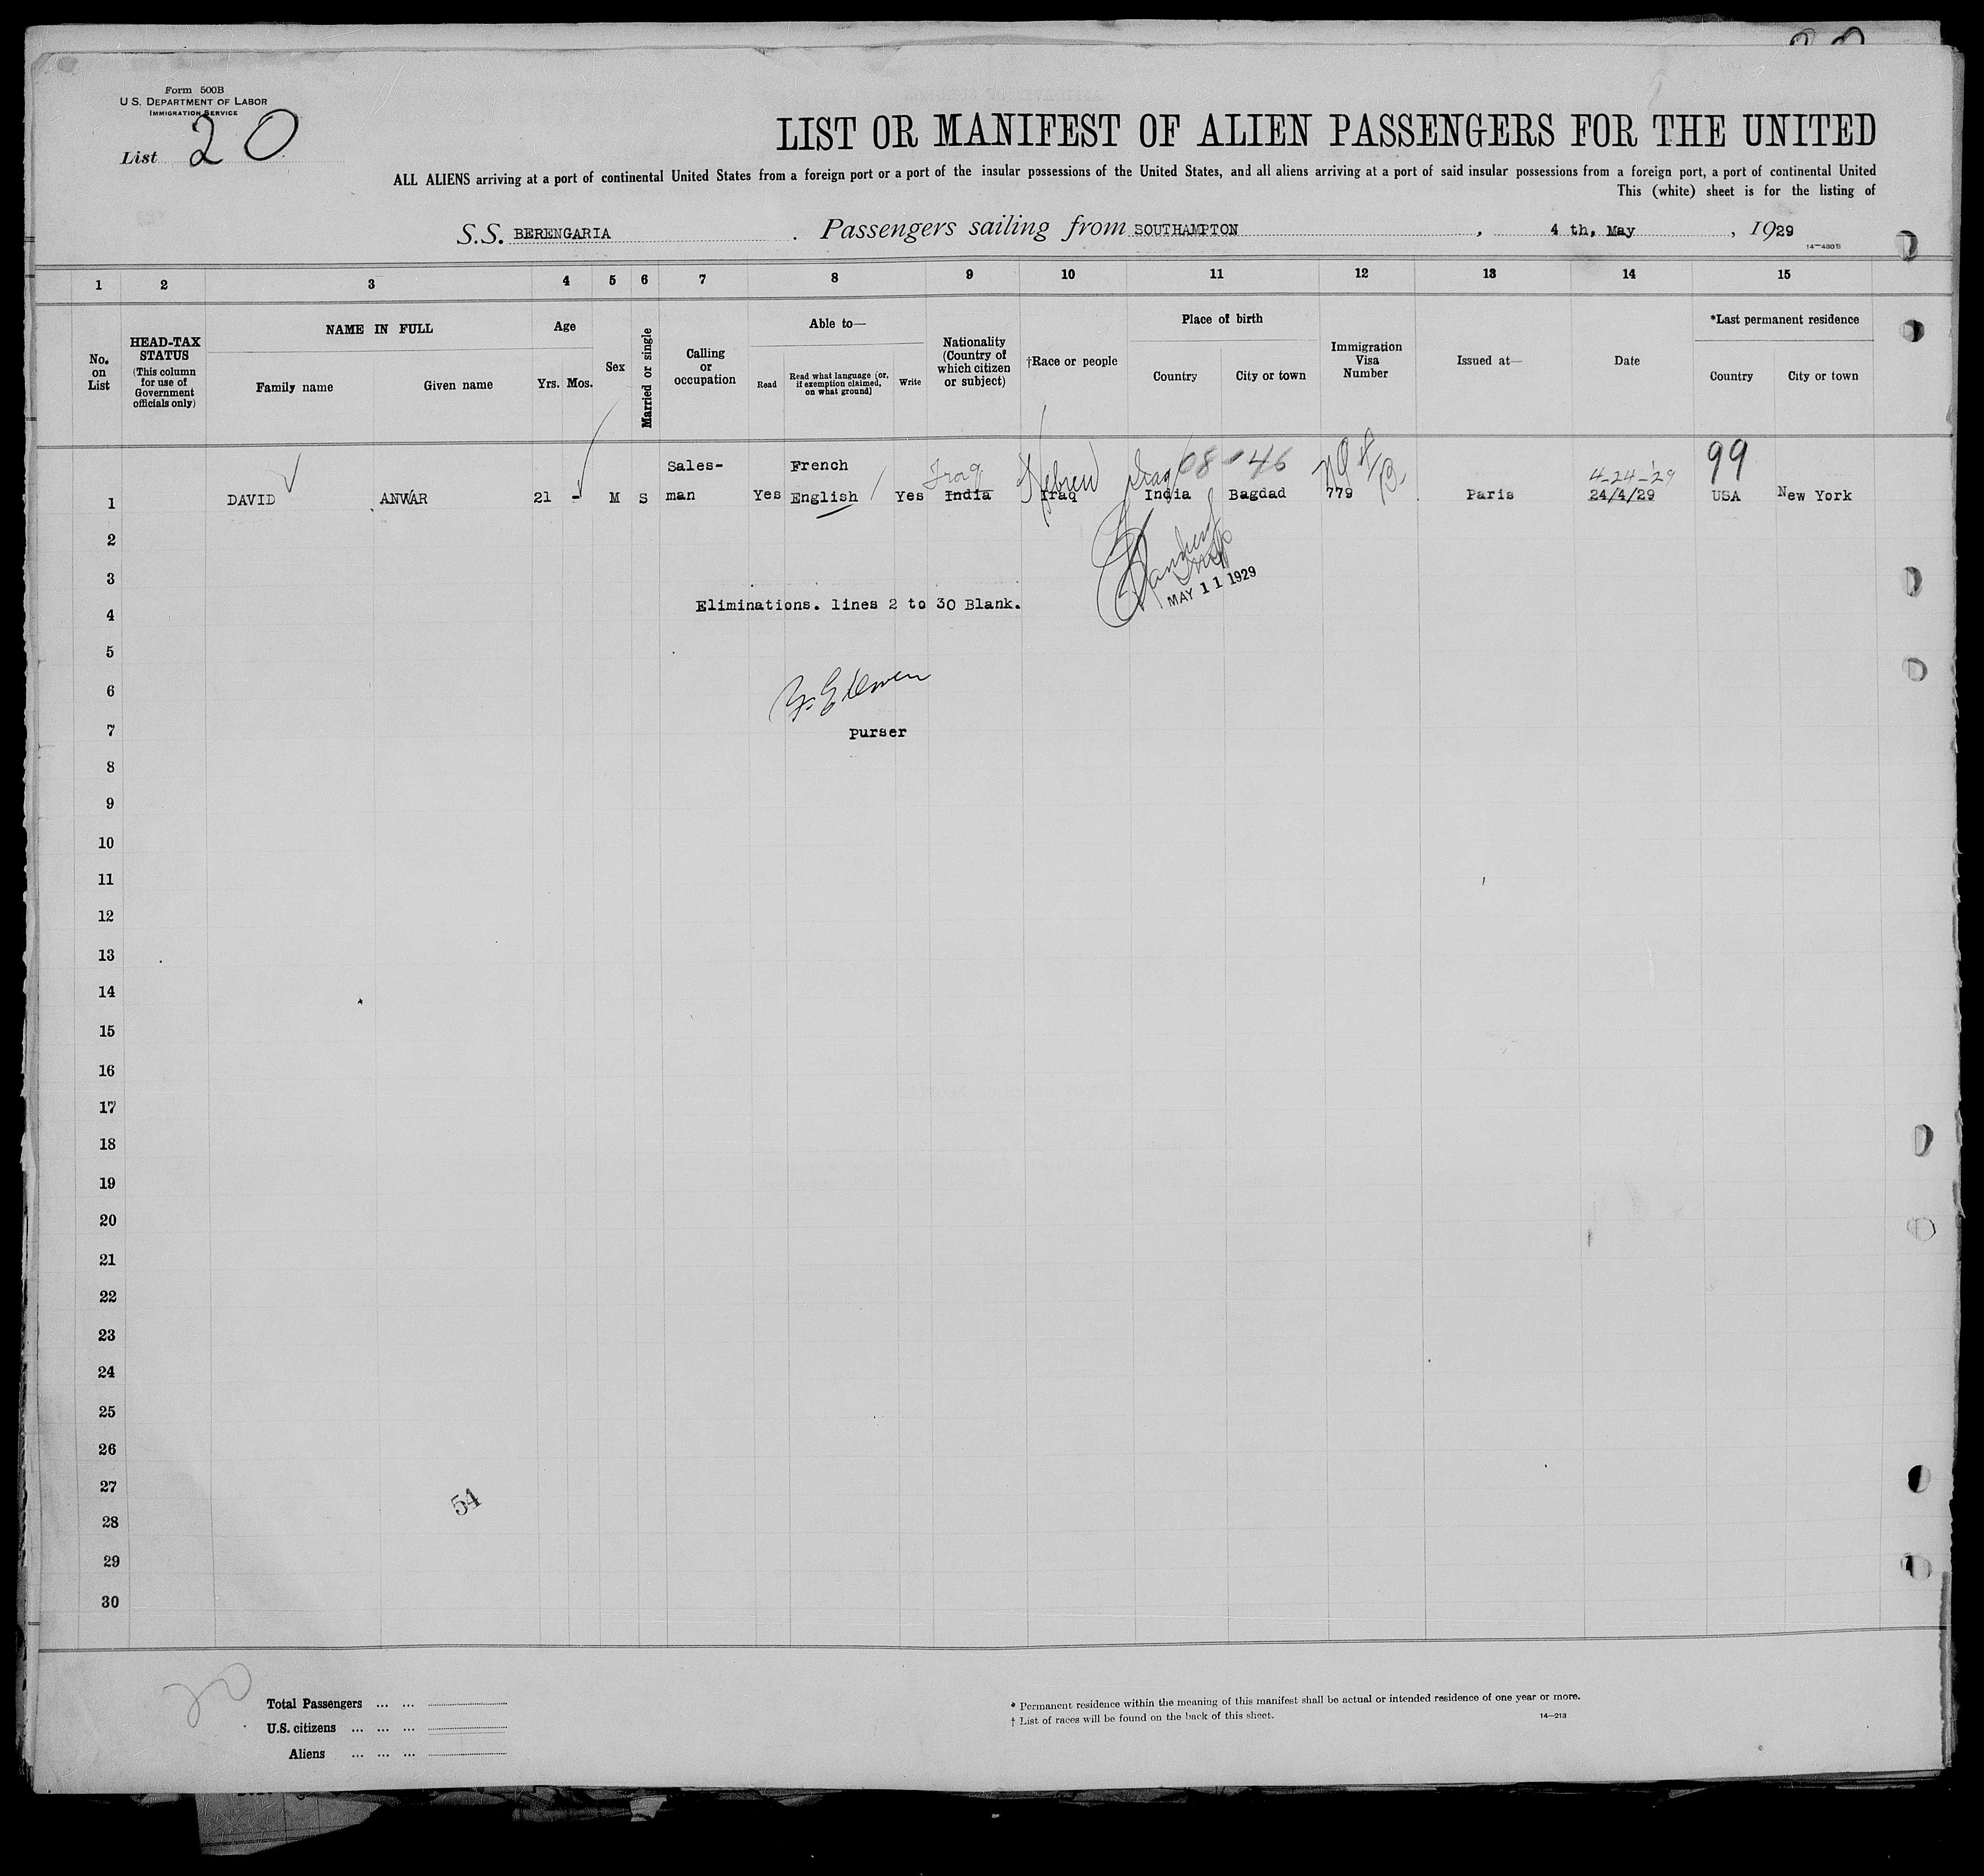 20
Form 500B
U.S. DEPARTMENT OF LABOR
IMMIGRATION SERVICE
List 20
LIST OR MANIFEST OF ALIEN PASSENGERS FOR THE UNITED
ALL ALIENS arriving at a port of continental United States from a foreign port or a port of the insular possessions of the United States, and all aliens arriving at a port of said insular possessions from a foreign port, a port of continental United
This (white) sheet is for the listing of
S.S. BERENGARIA . Passengers sailing from SOUTHAMPTON , 4 th, May , 1929
14—430B
1 2 3 4 5 6 7 8 9 10 11 12 13 14 15
No. on List
HEAD-TAX STATUS (This column for use of Government officials only)
NAME IN FULL
Family name Given name
Age
Yrs. Mos.
Sex
Married or single
Calling or occupation
Able to—
Read
Read what language (or, if exemption claimed, on what ground)
Write
Nationality (Country of which citizen or subject)
†Race or people
Place of birth
Country City or town
Immigration Visa Number
Issued at—
Date
*Last permanent residence
Country City or town
Sales- French Iraq Hebrew Iraq 08 46 4-24-29 99
1 DAVID ANWAR 21 - M S man Yes English Yes India Iraq India Bagdad 779 Paris 24/4/29 USA New York
2
3
MAY 11 1929
4 Eliminations. lines 2 to 30 Blank.
5
6
7 purser
8
9
10
11
12
13
14
15
16
17
18
19
20
21
22
23
24
25
26
27
54
28
29
30
20
Total Passengers ... ...
U.S. citizens ... ... ...
Aliens ... ... ...
* Permanent residence within the meaning of this manifest shall be actual or intended residence of one year or more.
† List of races will be found on the back of this sheet.
14—213